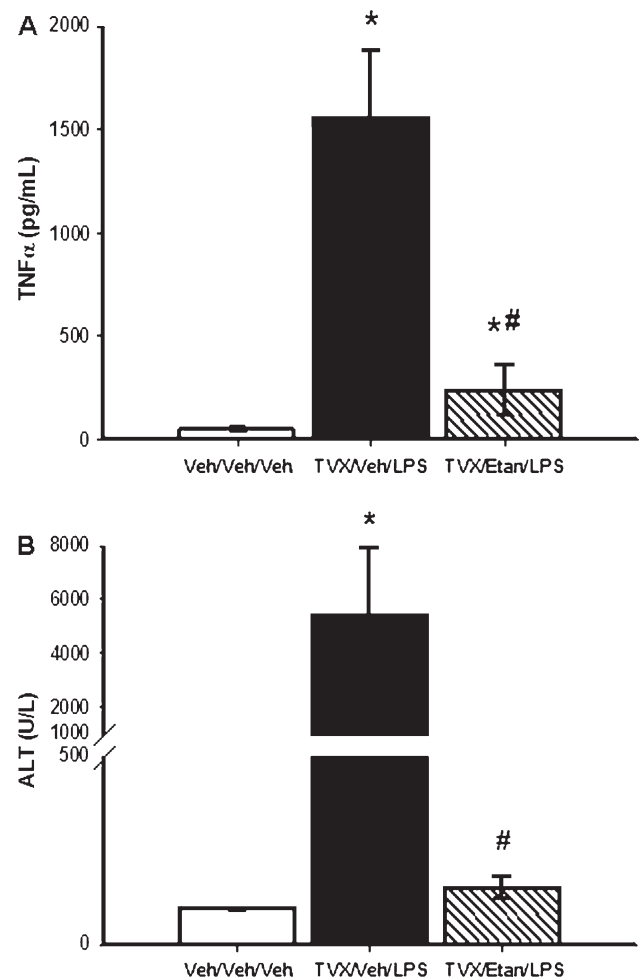 A
2000
*
1500
1000
500
*#
0
TNFα (pg/mL)
Veh/Veh/Veh TVX/Veh/LPS TVX/Etan/LPS
B
*
8000
6000
4000
2000
1000
500
#
0
ALT (U/L)
Veh/Veh/Veh TVX/Veh/LPS TVX/Etan/LPS